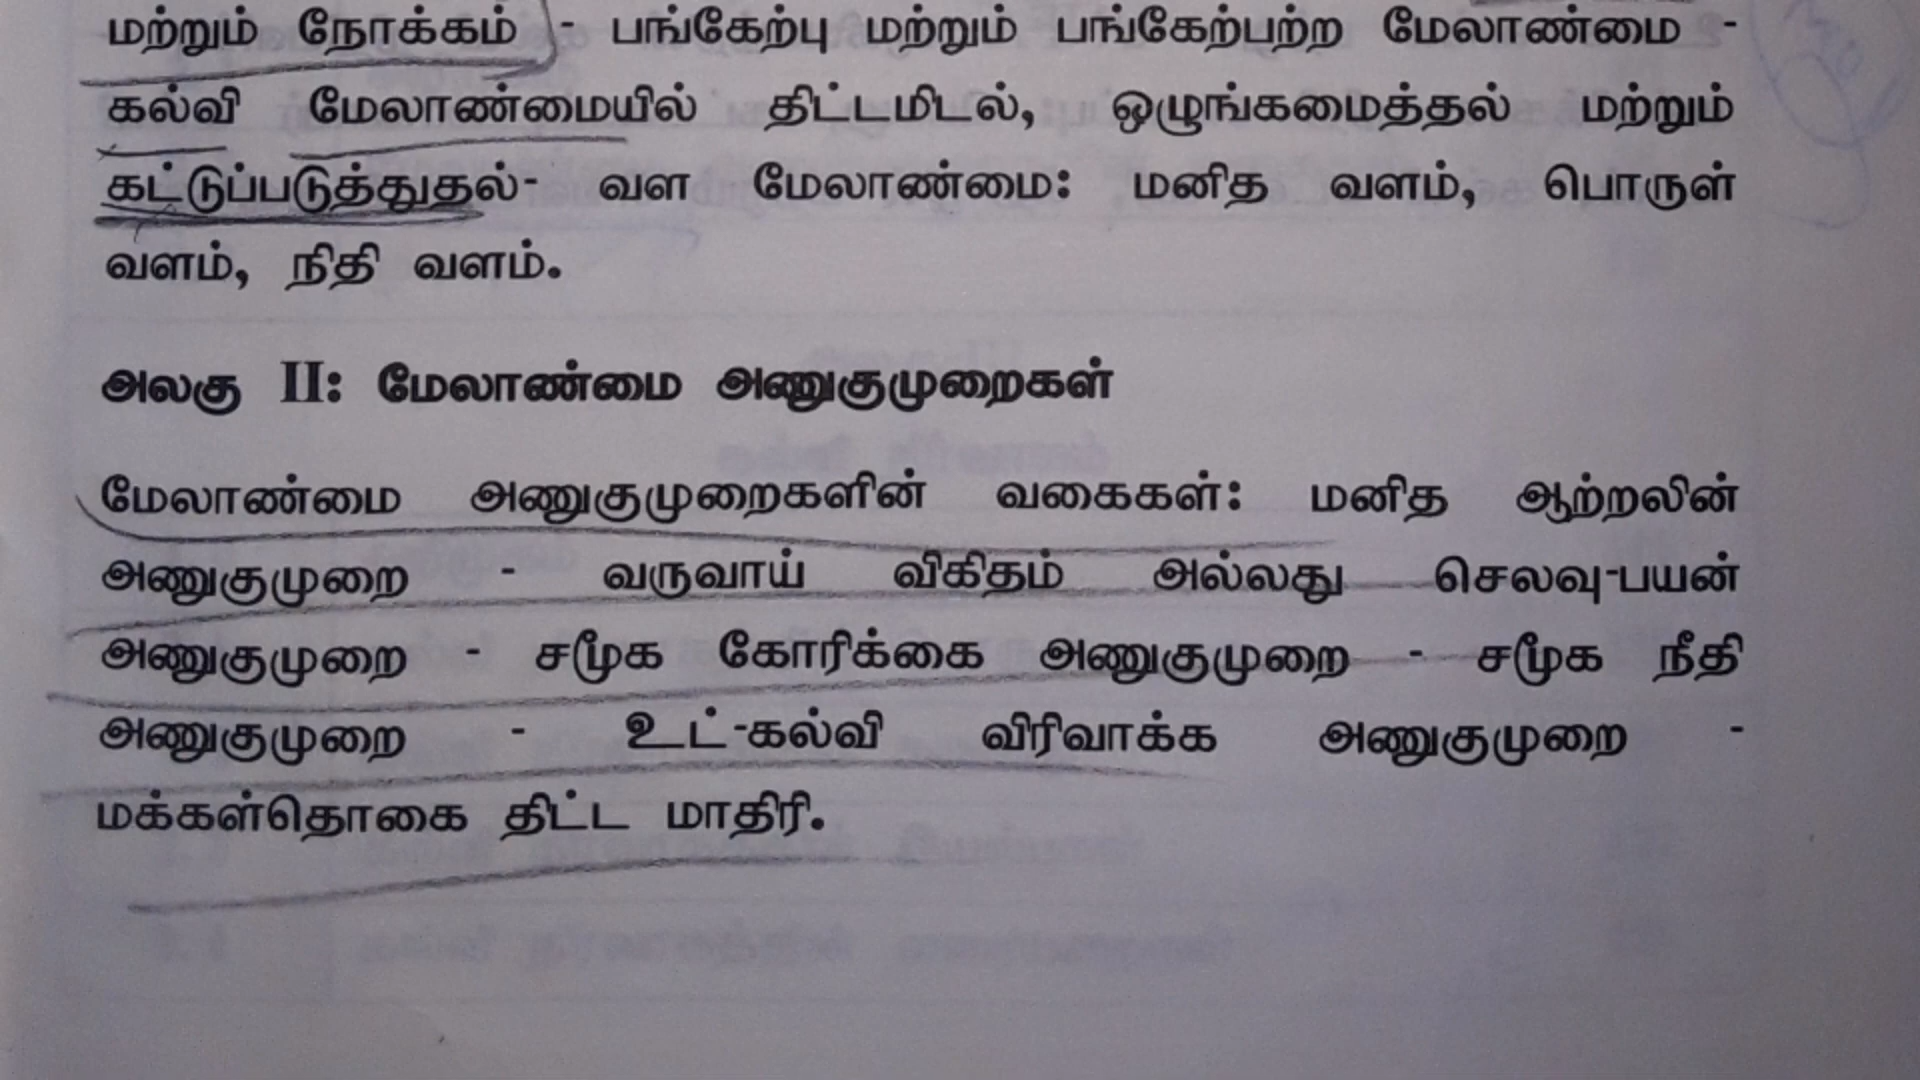 மற்றும் நோக்கம் - பங்கேற்பு மற்றும் பங்கேற்பற்ற மேலாண்மை -
கல்வி மேலாண்மையில் திட்டமிடல், ஒழுங்கமைத்தல் மற்றும்
கட்டுப்படுத்துதல்- வள மேலாண்மை: மனித வளம், பொருள்
வளம், நிதி வளம்.
அலகு II: மேலாண்மை அணுகுமுறைகள்
மேலாண்மை அணுகுமுறைகளின் வகைகள்: மனித ஆற்றலின்
அணுகுமுறை - வருவாய் விகிதம் அல்லது செலவு-பயன்
அணுகுமுறை - சமூக கோரிக்கை அணுகுமுறை - சமூக நீதி
அணுகுமுறை - உட்-கல்வி விரிவாக்க அணுகுமுறை -
மக்கள்தொகை திட்ட மாதிரி.